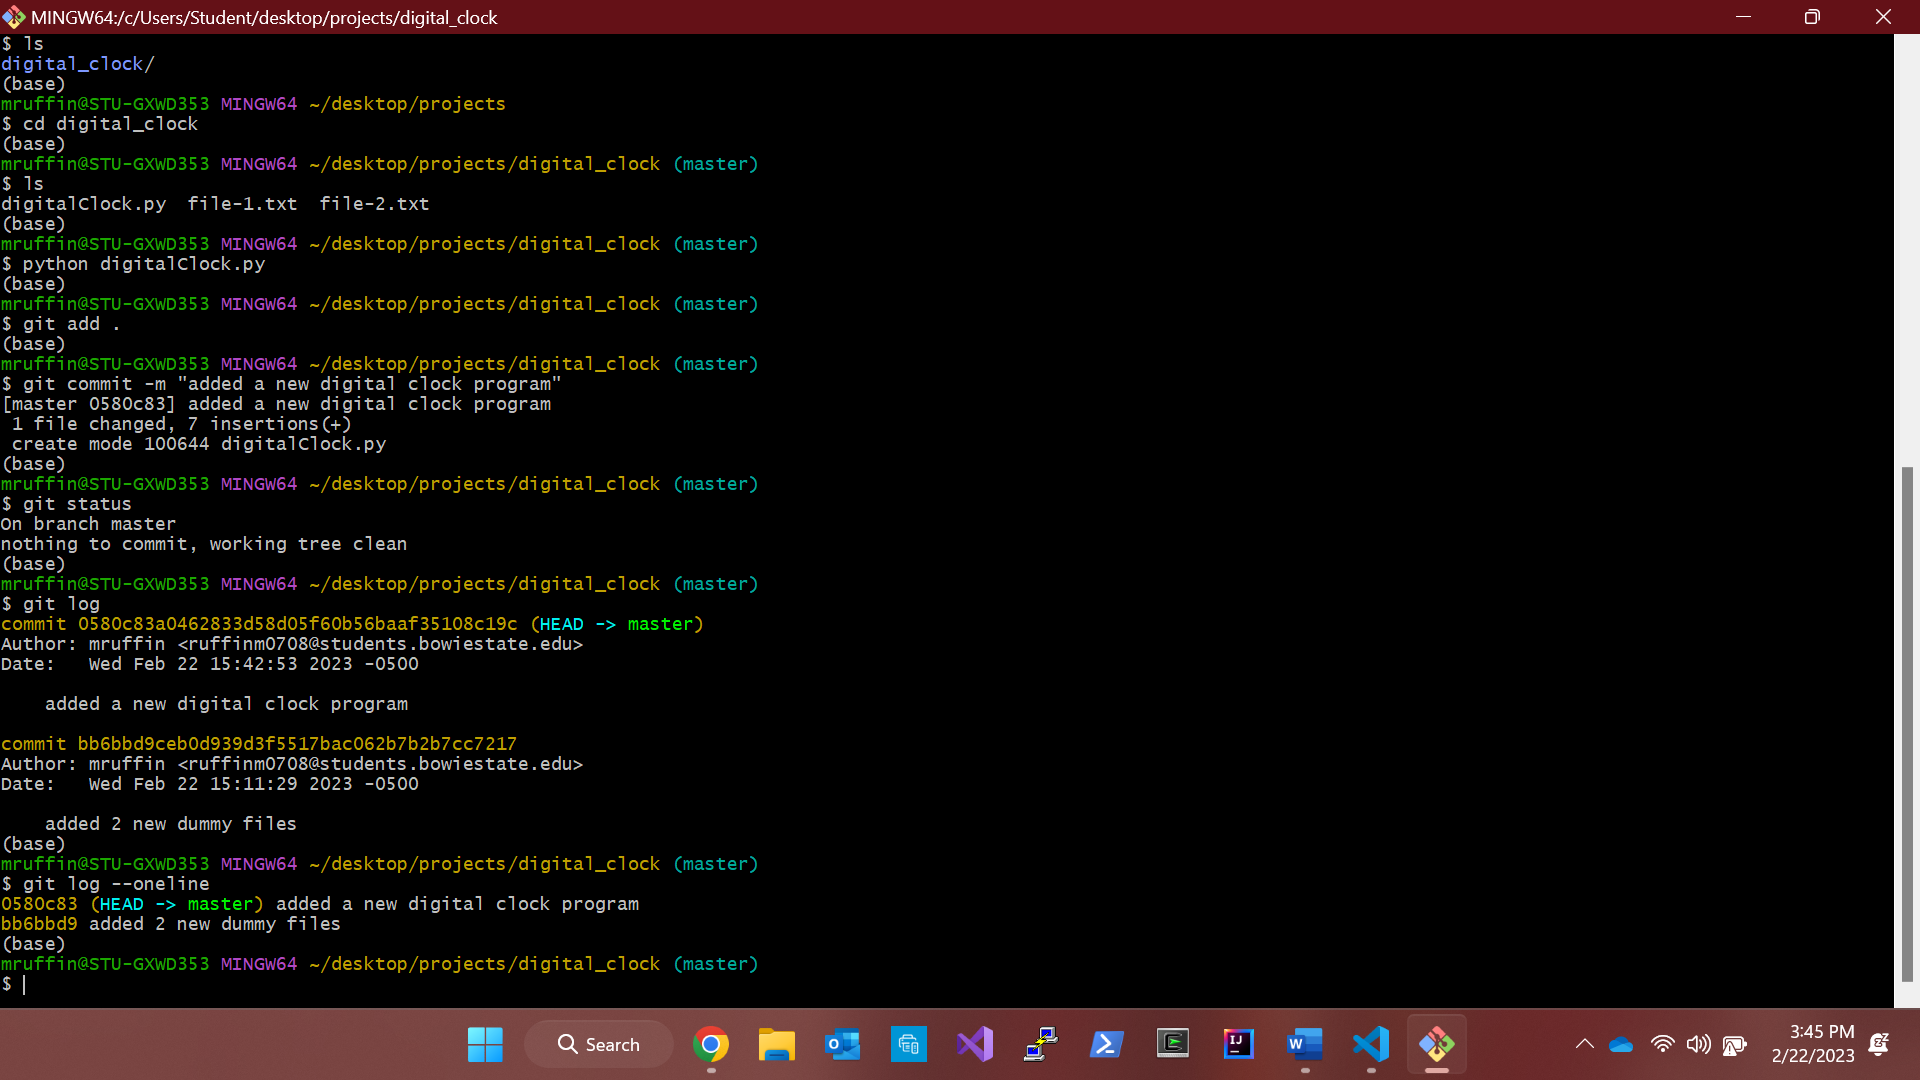 MINGW64:/c/Users/Student/desktop/projects/digital_clock
$ ls
digital_clock/
(base)
mruffin@STU-GXWD353 MINGW64 ~/desktop/projects
$ cd digital_clock
(base)
mruffin@STU-GXWD353 MINGW64 ~/desktop/projects/digital_clock (master)
$ ls
digitalClock.py  file-1.txt  file-2.txt
(base)
mruffin@STU-GXWD353 MINGW64 ~/desktop/projects/digital_clock (master)
$ python digitalClock.py
(base)
mruffin@STU-GXWD353 MINGW64 ~/desktop/projects/digital_clock (master)
$ git add .
(base)
mruffin@STU-GXWD353 MINGW64 ~/desktop/projects/digital_clock (master)
$ git commit -m "added a new digital clock program"
[master 0580c83] added a new digital clock program
 1 file changed, 7 insertions(+)
 create mode 100644 digitalClock.py
(base)
mruffin@STU-GXWD353 MINGW64 ~/desktop/projects/digital_clock (master)
$ git status
On branch master
nothing to commit, working tree clean
(base)
mruffin@STU-GXWD353 MINGW64 ~/desktop/projects/digital_clock (master)
$ git log
commit 0580c83a0462833d58d05f60b56baaf35108c19c (HEAD -> master)
Author: mruffin <ruffinm0708@students.bowiestate.edu>
Date:   Wed Feb 22 15:42:53 2023 -0500
    added a new digital clock program
commit bb6bbd9ceb0d939d3f5517bac062b7b2b7cc7217
Author: mruffin <ruffinm0708@students.bowiestate.edu>
Date:   Wed Feb 22 15:11:29 2023 -0500
    added 2 new dummy files
(base)
mruffin@STU-GXWD353 MINGW64 ~/desktop/projects/digital_clock (master)
$ git log --oneline
0580c83 (HEAD -> master) added a new digital clock program
bb6bbd9 added 2 new dummy files
(base)
mruffin@STU-GXWD353 MINGW64 ~/desktop/projects/digital_clock (master)
$
Search
3:45 PM
2/22/2023